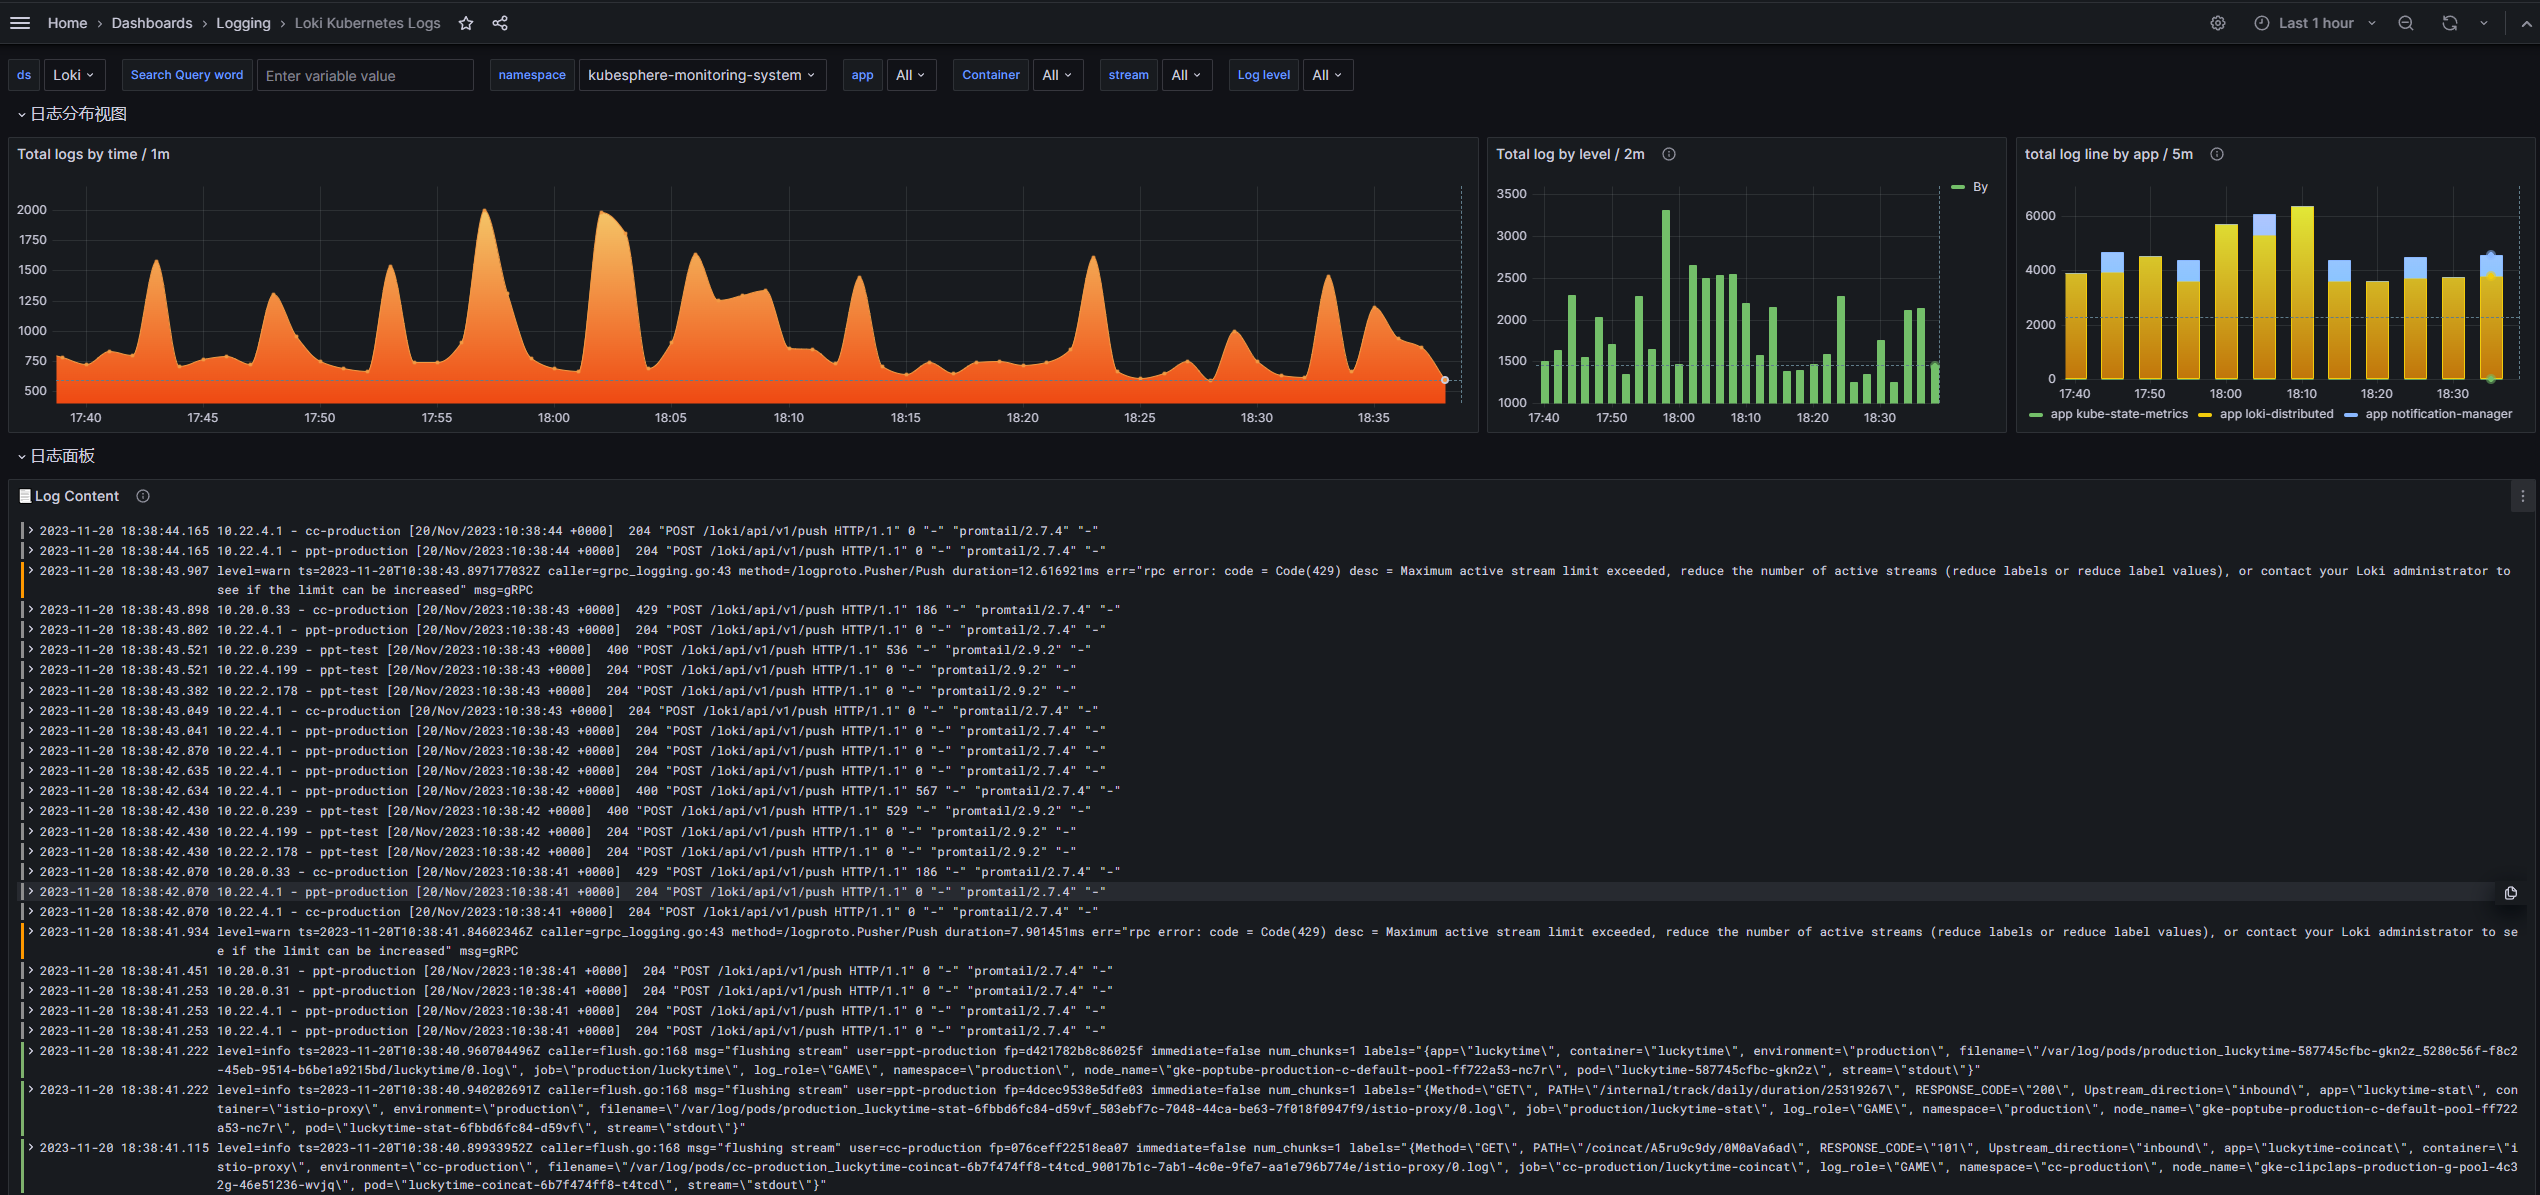 Home › Dashboards › Logging › Loki Kubernetes Logs
Last 1 hour
ds Loki Search Query word Enter variable value namespace kubesphere-monitoring-system app All Container All stream All Log level All
日志分布视图
Total logs by time / 1m
2000
1750
1500
1250
1000
750
500
17:40 17:45 17:50 17:55 18:00 18:05 18:10 18:15 18:20 18:25 18:30 18:35
Total log by level / 2m
By
3500
3000
2500
2000
1500
1000
17:40 17:50 18:00 18:10 18:20 18:30
total log line by app / 5m
6000
4000
2000
0
17:40 17:50 18:00 18:10 18:20 18:30
app kube-state-metrics app loki-distributed app notification-manager
日志面板
Log Content
2023-11-20 18:38:44.165 10.22.4.1 - cc-production [20/Nov/2023:10:38:44 +0000]  204 "POST /loki/api/v1/push HTTP/1.1" 0 "-" "promtail/2.7.4" "-"
2023-11-20 18:38:44.165 10.22.4.1 - ppt-production [20/Nov/2023:10:38:44 +0000]  204 "POST /loki/api/v1/push HTTP/1.1" 0 "-" "promtail/2.7.4" "-"
2023-11-20 18:38:43.907 level=warn ts=2023-11-20T10:38:43.897177032Z caller=grpc_logging.go:43 method=/logproto.Pusher/Push duration=12.616921ms err="rpc error: code = Code(429) desc = Maximum active stream limit exceeded, reduce the number of active streams (reduce labels or reduce label values), or contact your Loki administrator to
see if the limit can be increased" msg=gRPC
2023-11-20 18:38:43.898 10.20.0.33 - cc-production [20/Nov/2023:10:38:43 +0000]  429 "POST /loki/api/v1/push HTTP/1.1" 186 "-" "promtail/2.7.4" "-"
2023-11-20 18:38:43.802 10.22.4.1 - ppt-production [20/Nov/2023:10:38:43 +0000]  204 "POST /loki/api/v1/push HTTP/1.1" 0 "-" "promtail/2.7.4" "-"
2023-11-20 18:38:43.521 10.22.0.239 - ppt-test [20/Nov/2023:10:38:43 +0000]  400 "POST /loki/api/v1/push HTTP/1.1" 536 "-" "promtail/2.9.2" "-"
2023-11-20 18:38:43.521 10.22.4.199 - ppt-test [20/Nov/2023:10:38:43 +0000]  204 "POST /loki/api/v1/push HTTP/1.1" 0 "-" "promtail/2.9.2" "-"
2023-11-20 18:38:43.382 10.22.2.178 - ppt-test [20/Nov/2023:10:38:43 +0000]  204 "POST /loki/api/v1/push HTTP/1.1" 0 "-" "promtail/2.9.2" "-"
2023-11-20 18:38:43.049 10.22.4.1 - cc-production [20/Nov/2023:10:38:43 +0000]  204 "POST /loki/api/v1/push HTTP/1.1" 0 "-" "promtail/2.7.4" "-"
2023-11-20 18:38:43.041 10.22.4.1 - ppt-production [20/Nov/2023:10:38:43 +0000]  204 "POST /loki/api/v1/push HTTP/1.1" 0 "-" "promtail/2.7.4" "-"
2023-11-20 18:38:42.870 10.22.4.1 - ppt-production [20/Nov/2023:10:38:42 +0000]  204 "POST /loki/api/v1/push HTTP/1.1" 0 "-" "promtail/2.7.4" "-"
2023-11-20 18:38:42.635 10.22.4.1 - ppt-production [20/Nov/2023:10:38:42 +0000]  204 "POST /loki/api/v1/push HTTP/1.1" 0 "-" "promtail/2.7.4" "-"
2023-11-20 18:38:42.634 10.22.4.1 - ppt-production [20/Nov/2023:10:38:42 +0000]  400 "POST /loki/api/v1/push HTTP/1.1" 567 "-" "promtail/2.7.4" "-"
2023-11-20 18:38:42.430 10.22.0.239 - ppt-test [20/Nov/2023:10:38:42 +0000]  400 "POST /loki/api/v1/push HTTP/1.1" 529 "-" "promtail/2.9.2" "-"
2023-11-20 18:38:42.430 10.22.4.199 - ppt-test [20/Nov/2023:10:38:42 +0000]  204 "POST /loki/api/v1/push HTTP/1.1" 0 "-" "promtail/2.9.2" "-"
2023-11-20 18:38:42.430 10.22.2.178 - ppt-test [20/Nov/2023:10:38:42 +0000]  204 "POST /loki/api/v1/push HTTP/1.1" 0 "-" "promtail/2.9.2" "-"
2023-11-20 18:38:42.070 10.20.0.33 - cc-production [20/Nov/2023:10:38:41 +0000]  429 "POST /loki/api/v1/push HTTP/1.1" 186 "-" "promtail/2.7.4" "-"
2023-11-20 18:38:42.070 10.22.4.1 - ppt-production [20/Nov/2023:10:38:41 +0000]  204 "POST /loki/api/v1/push HTTP/1.1" 0 "-" "promtail/2.7.4" "-"
2023-11-20 18:38:42.070 10.22.4.1 - cc-production [20/Nov/2023:10:38:41 +0000]  204 "POST /loki/api/v1/push HTTP/1.1" 0 "-" "promtail/2.7.4" "-"
2023-11-20 18:38:41.934 level=warn ts=2023-11-20T10:38:41.84602346Z caller=grpc_logging.go:43 method=/logproto.Pusher/Push duration=7.901451ms err="rpc error: code = Code(429) desc = Maximum active stream limit exceeded, reduce the number of active streams (reduce labels or reduce label values), or contact your Loki administrator to se
e if the limit can be increased" msg=gRPC
2023-11-20 18:38:41.451 10.20.0.31 - ppt-production [20/Nov/2023:10:38:41 +0000]  204 "POST /loki/api/v1/push HTTP/1.1" 0 "-" "promtail/2.7.4" "-"
2023-11-20 18:38:41.253 10.20.0.31 - ppt-production [20/Nov/2023:10:38:41 +0000]  204 "POST /loki/api/v1/push HTTP/1.1" 0 "-" "promtail/2.7.4" "-"
2023-11-20 18:38:41.253 10.22.4.1 - ppt-production [20/Nov/2023:10:38:41 +0000]  204 "POST /loki/api/v1/push HTTP/1.1" 0 "-" "promtail/2.7.4" "-"
2023-11-20 18:38:41.253 10.22.4.1 - ppt-production [20/Nov/2023:10:38:41 +0000]  204 "POST /loki/api/v1/push HTTP/1.1" 0 "-" "promtail/2.7.4" "-"
2023-11-20 18:38:41.222 level=info ts=2023-11-20T10:38:40.960704496Z caller=flush.go:168 msg="flushing stream" user=ppt-production fp=d421782b8c86025f immediate=false num_chunks=1 labels="{app=\"luckytime\", container=\"luckytime\", environment=\"production\", filename=\"/var/log/pods/production_luckytime-587745cfbc-gkn2z_5280c56f-f8c2
-45eb-9514-b6be1a9215bd/luckytime/0.log\", job=\"production/luckytime\", log_role=\"GAME\", namespace=\"production\", node_name=\"gke-poptube-production-c-default-pool-ff722a53-nc7r\", pod=\"luckytime-587745cfbc-gkn2z\", stream=\"stdout\"}"
2023-11-20 18:38:41.222 level=info ts=2023-11-20T10:38:40.940202691Z caller=flush.go:168 msg="flushing stream" user=ppt-production fp=4dcec9538e5dfe03 immediate=false num_chunks=1 labels="{Method=\"GET\", PATH=\"/internal/track/daily/duration/25319267\", RESPONSE_CODE=\"200\", Upstream_direction=\"inbound\", app=\"luckytime-stat\", con
tainer=\"istio-proxy\", environment=\"production\", filename=\"/var/log/pods/production_luckytime-stat-6fbbd6fc84-d59vf_503ebf7c-7048-44ca-be63-7f018f0947f9/istio-proxy/0.log\", job=\"production/luckytime-stat\", log_role=\"GAME\", namespace=\"production\", node_name=\"gke-poptube-production-c-default-pool-ff722
a53-nc7r\", pod=\"luckytime-stat-6fbbd6fc84-d59vf\", stream=\"stdout\"}"
2023-11-20 18:38:41.115 level=info ts=2023-11-20T10:38:40.89933952Z caller=flush.go:168 msg="flushing stream" user=cc-production fp=076ceff22518ea07 immediate=false num_chunks=1 labels="{Method=\"GET\", PATH=\"/coincat/A5ru9c9dy/0M0aVa6ad\", RESPONSE_CODE=\"101\", Upstream_direction=\"inbound\", app=\"luckytime-coincat\", container=\"i
stio-proxy\", environment=\"cc-production\", filename=\"/var/log/pods/cc-production_luckytime-coincat-6b7f474ff8-t4tcd_90017b1c-7ab1-4c0e-9fe7-aa1e796b774e/istio-proxy/0.log\", job=\"cc-production/luckytime-coincat\", log_role=\"GAME\", namespace=\"cc-production\", node_name=\"gke-clipclaps-production-g-pool-4c3
2g-46e51236-wvjq\", pod=\"luckytime-coincat-6b7f474ff8-t4tcd\", stream=\"stdout\"}"